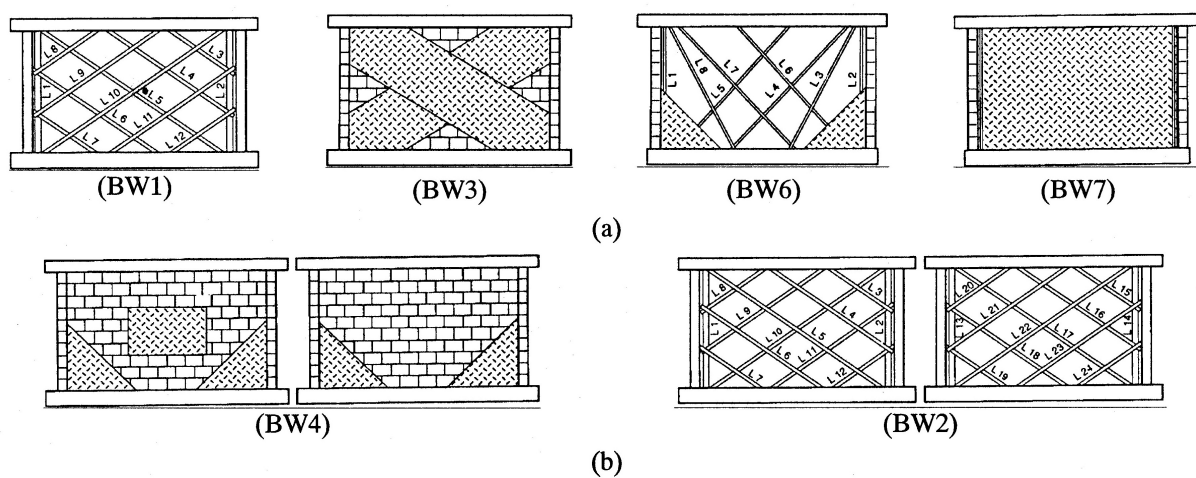 L8 L3
L9 L4
L1 L10 L5 L2
L6 L11
L7 L12
(BW1)
(BW3)
L1 L8 L7 L6 L3 L2
L5 L4
(BW6)
(BW7)
(a)
(BW4)
L8 L3
L9 L4
L1 L10 L5 L2
L6 L11
L7 L12
L20 L15
L21 L16
L13 L22 L17 L14
L18 L23
L19 L24
(BW2)
(b)